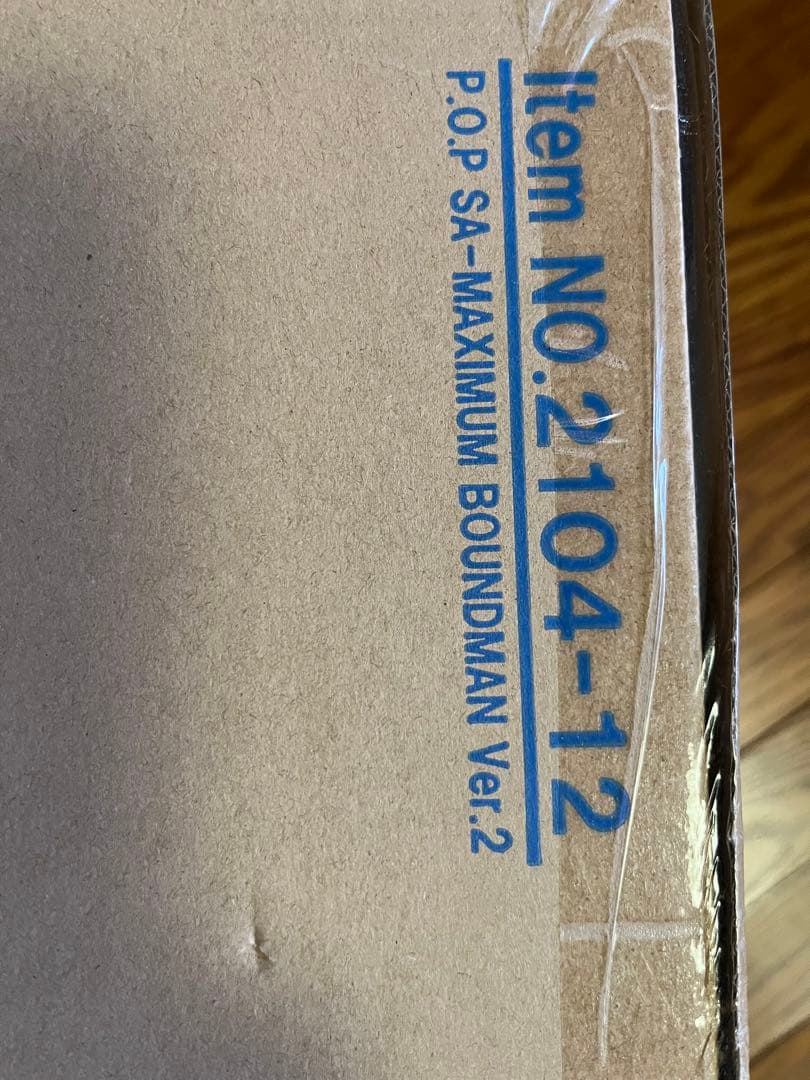 Item NO.2104-12
P.O.P SA-MAXIMUM BOUNDMAN Ver.2